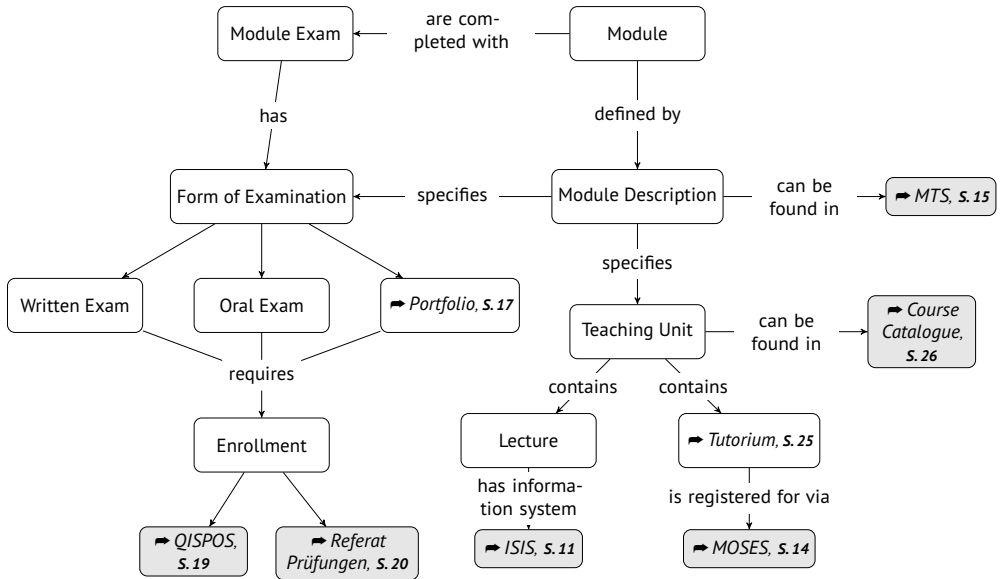 Module Exam
are com-
pleted with
Module
has
defined by
Form of Examination
specifies
Module Description
can be
found in
➦ MTS, S. 15
specifies
Written Exam
Oral Exam
➦ Portfolio, S. 17
Teaching Unit
can be
found in
➦ Course
Catalogue,
S. 26
requires
contains
contains
Enrollment
Lecture
➦ Tutorium, S. 25
has informa-
tion system
is registered for via
➦ QISPOS,
S. 19
➦ Referat
Prüfungen, S. 20
➦ ISIS, S. 11
➦ MOSES, S. 14